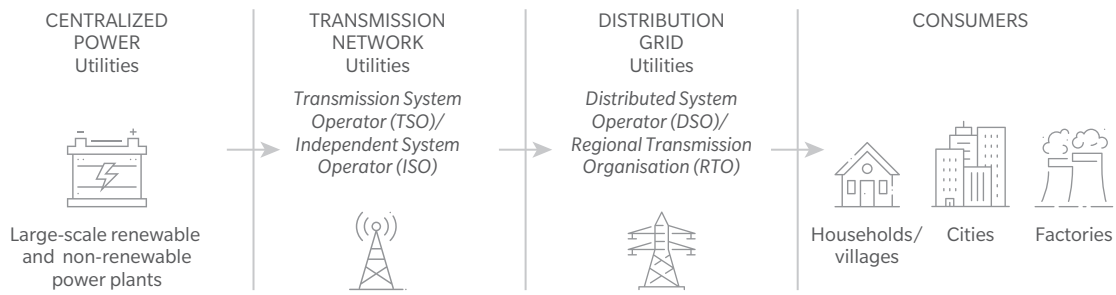 CENTRALIZED
POWER
Utilities
Large-scale renewable
and non-renewable
power plants
TRANSMISSION
NETWORK
Utilities
Transmission System
Operator (TSO)/
Independent System
Operator (ISO)
DISTRIBUTION
GRID
Utilities
Distributed System
Operator (DSO)/
Regional Transmission
Organisation (RTO)
CONSUMERS
Households/
villages
Cities
Factories